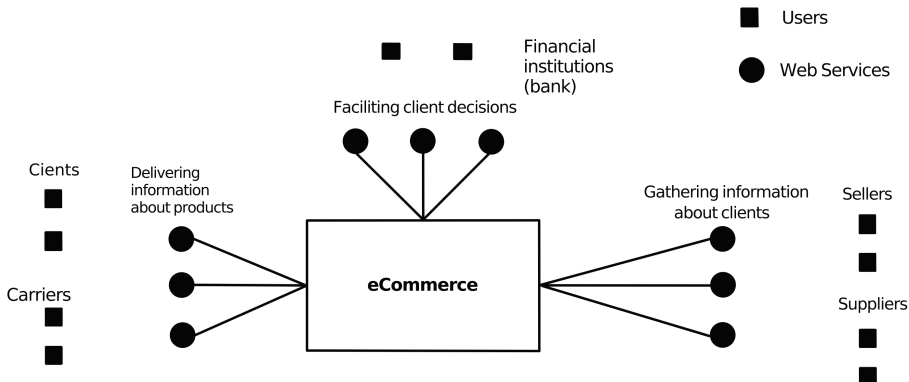 Users
Financial
institutions
(bank)
Web Services
Faciliting client decisions
Cients
Delivering
information
about products
Gathering information
about clients
Sellers
eCommerce
Carriers
Suppliers